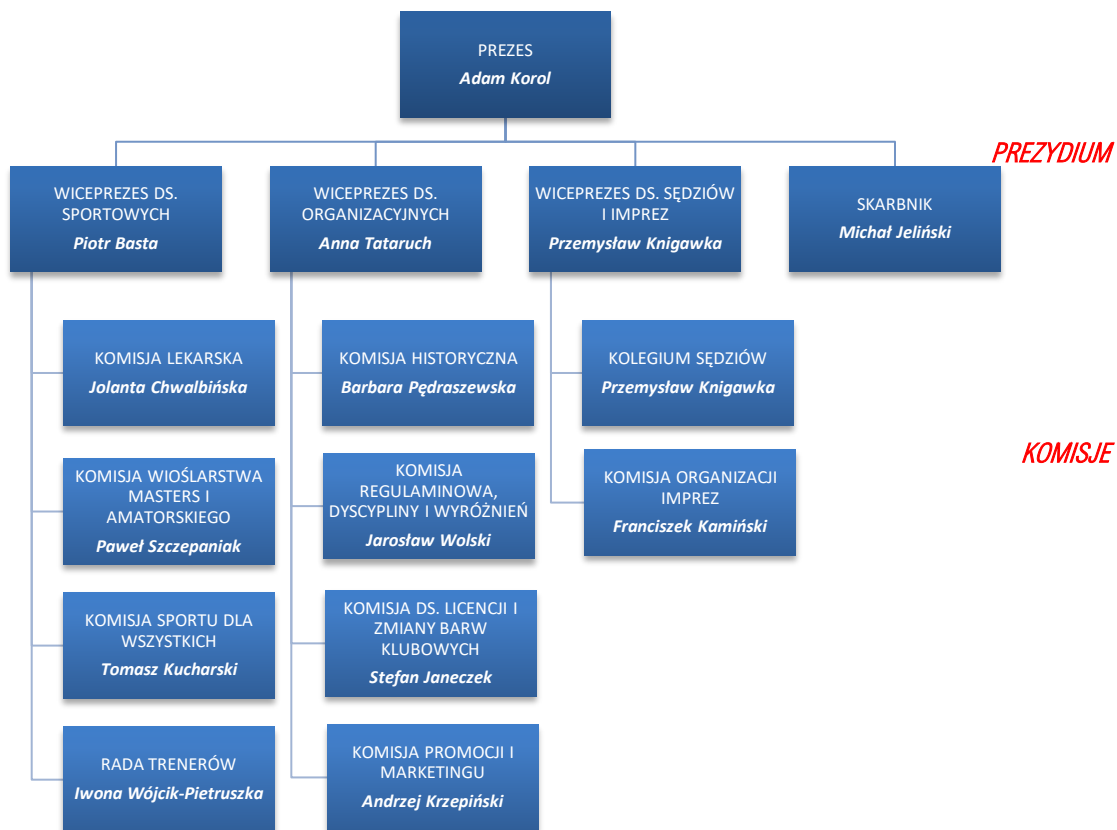 PREZES
Adam Korol
PREZYDIUM
WICEPREZES DS.
SPORTOWYCH
Piotr Basta
WICEPREZES DS.
ORGANIZACYJNYCH
Anna Tataruch
WICEPREZES DS. SĘDZIÓW
I IMPREZ
Przemysław Knigawka
SKARBNIK
Michał Jeliński
KOMISJE
KOMISJA LEKARSKA
Jolanta Chwalbińska
KOMISJA WIOŚLARSTWA
MASTERS I
AMATORSKIEGO
Paweł Szczepaniak
KOMISJA SPORTU DLA
WSZYSTKICH
Tomasz Kucharski
RADA TRENERÓW
Iwona Wójcik-Pietruszka
KOMISJA HISTORYCZNA
Barbara Pędraszewska
KOMISJA
REGULAMINOWA,
DYSCYPLINY I WYRÓŻNIEŃ
Jarosław Wolski
KOMISJA DS. LICENCJI I
ZMIANY BARW
KLUBOWYCH
Stefan Janeczek
KOMISJA PROMOCJI I
MARKETINGU
Andrzej Krzepiński
KOLEGIUM SĘDZIÓW
Przemysław Knigawka
KOMISJA ORGANIZACJI
IMPREZ
Franciszek Kamiński